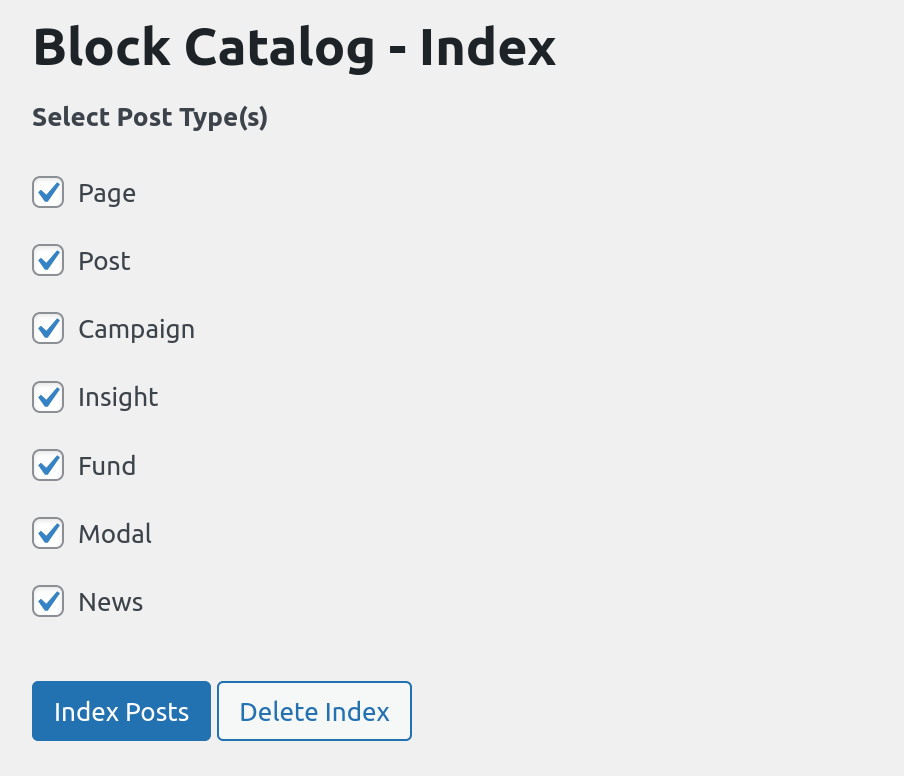 Block Catalog - Index
Select Post Type(s)
Page
Post
Campaign
Insight
Fund
Modal
News
Index Posts
Delete Index